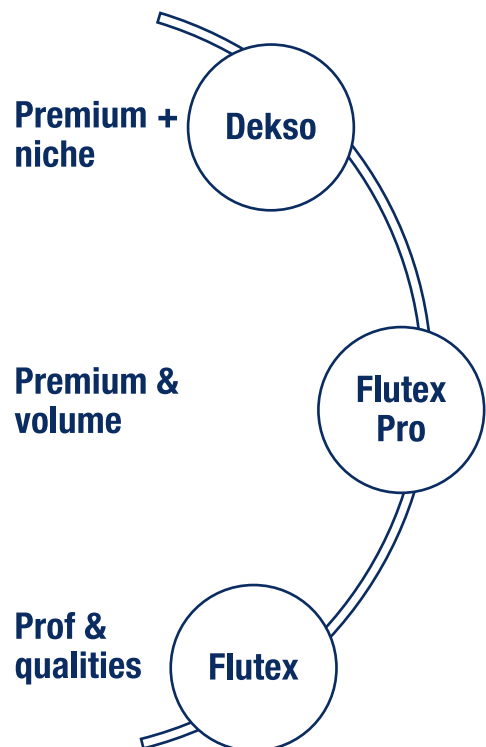 Premium +
niche
Dekso
Premium &
volume
Flutex
Pro
Prof &
qualities
Flutex